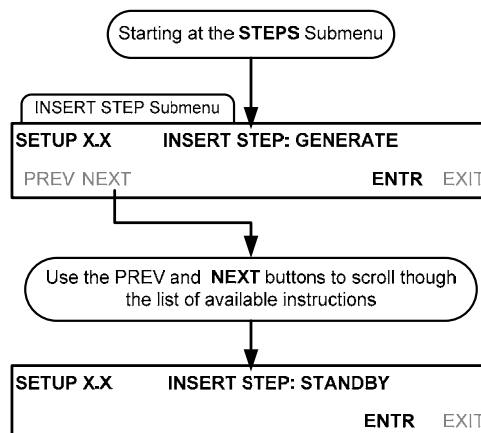 Starting at the STEPS Submenu
INSERT STEP Submenu
SETUP X.X INSERT STEP: GENERATE
PREV NEXT ENTR EXIT
Use the PREV and NEXT buttons to scroll though
the list of available instructions
SETUP X.X INSERT STEP: STANDBY
ENTR EXIT